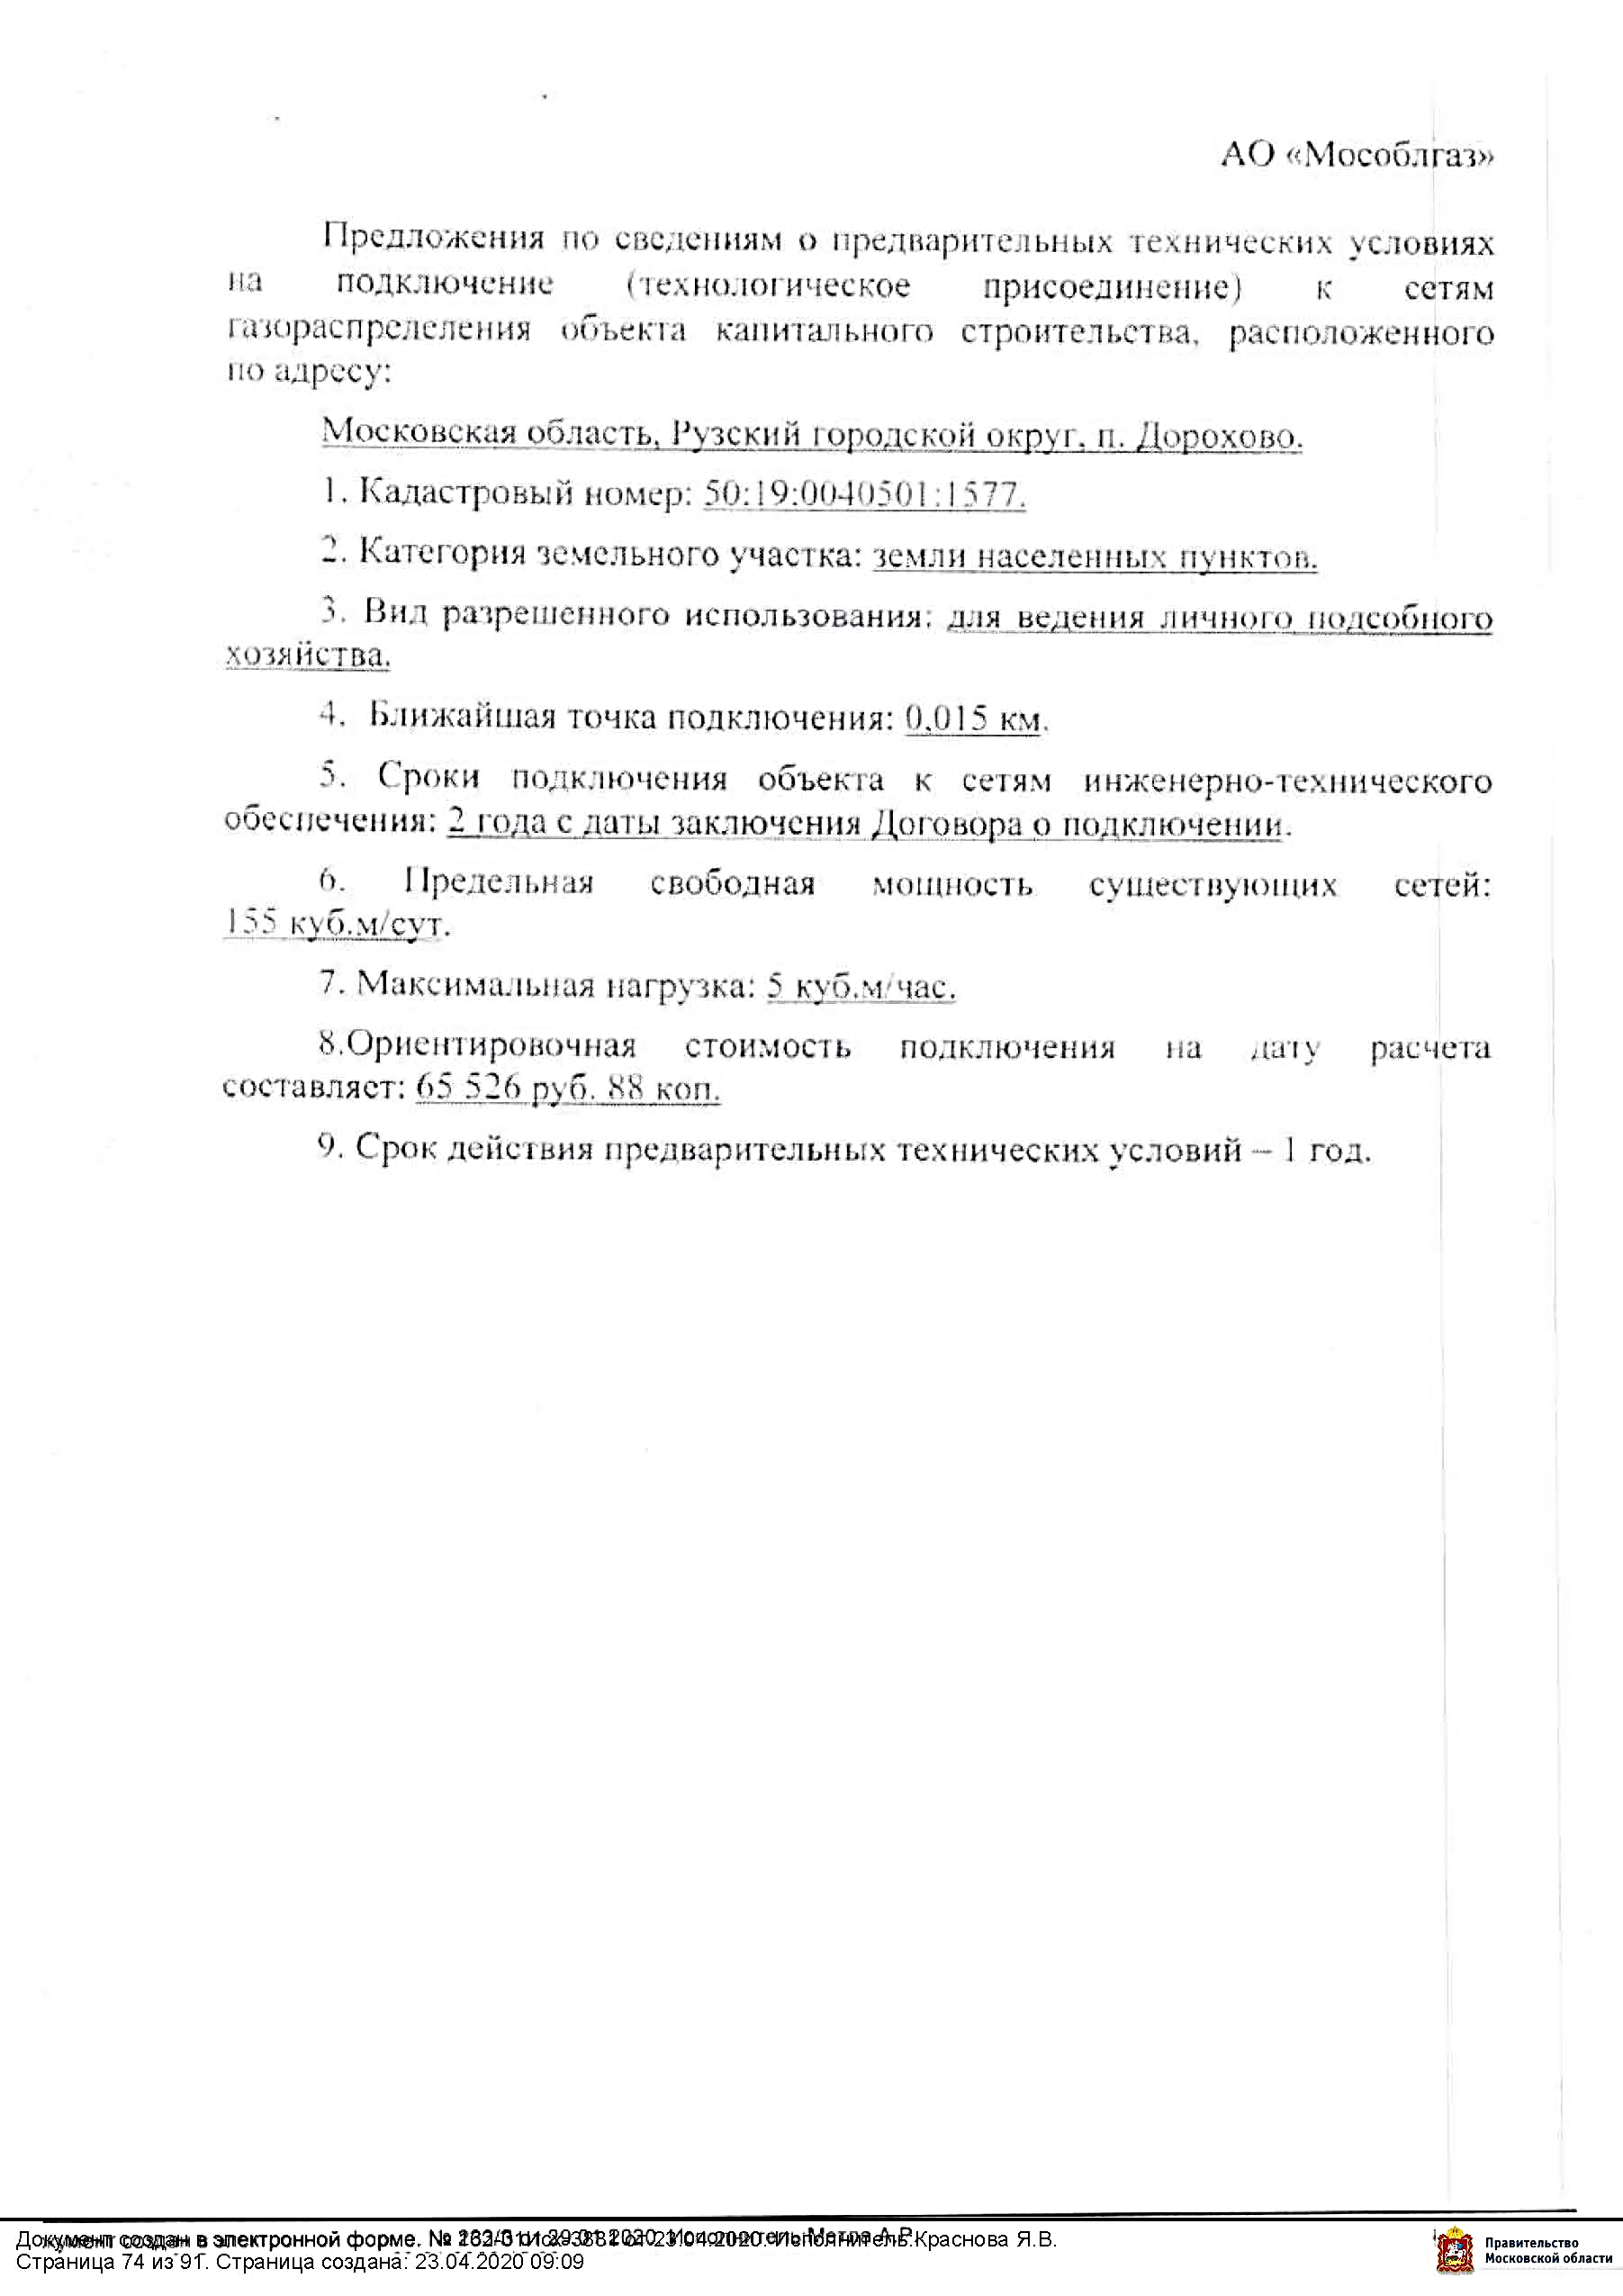 АО «Мособлгаз»
Предложения по сведениям о предварительных технических условиях
на подключение (технологическое присоединение) к сетям
газораспределения объекта капитального строительства, расположенного
по адресу:
Московская область, Рузский городской округ, п. Дорохово.
1. Кадастровый номер: 50:19:0040501:1577.
2. Категория земельного участка: земли населенных пунктов.
3. Вид разрешенного использования: для ведения личного подсобного
хозяйства.
4. Ближайшая точка подключения: 0,015 км.
5. Сроки подключения объекта к сетям инженерно-технического
обеспечения: 2 года с даты заключения Договора о подключении.
6. Предельная свободная мощность существующих сетей:
155 куб.м/сут.
7. Максимальная нагрузка: 5 куб.м/час.
8.Ориентировочная стоимость подключения на дату расчета
составляет: 65 526 руб. 88 коп.
9. Срок действия предварительных технических условий – 1 год.
Документ создан в электронной форме. № Исполнитель: Краснова Я.В.
Страница 74 из 91. Страница создана: 23.04.2020 09:09
Правительство
Московской области